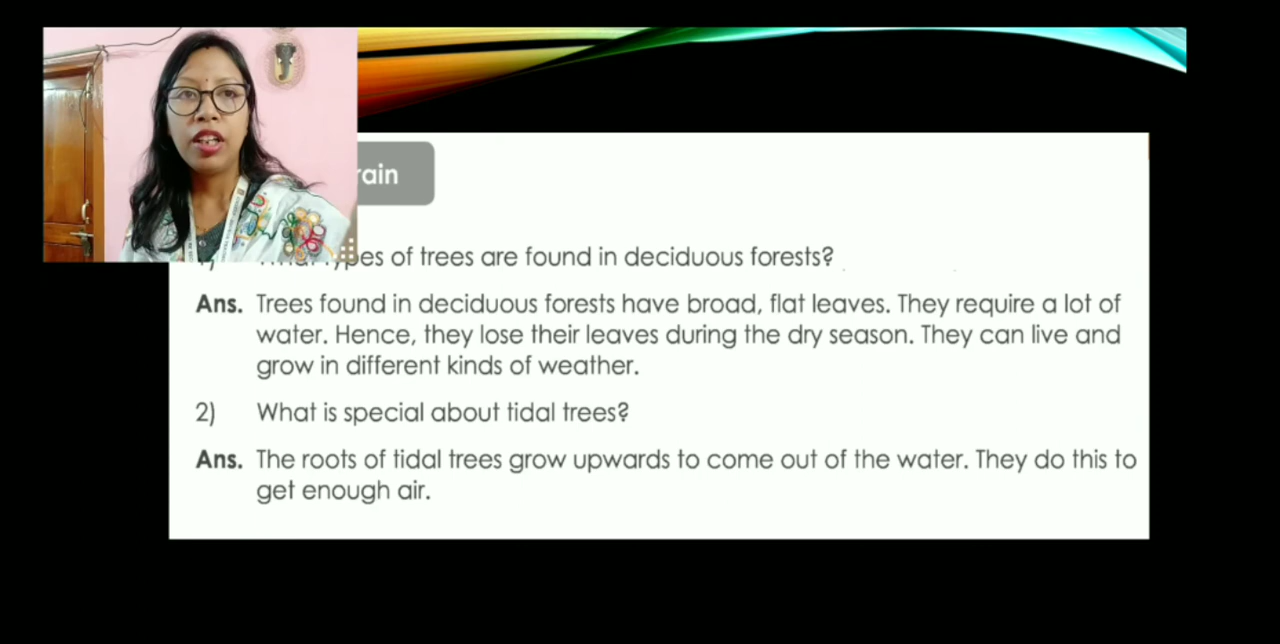 of trees are found in deciduous forests?
Ans. Trees found in deciduous forests have broad, flat leaves. They require a lot of
water. Hence, they lose their leaves during the dry season. They can live and
grow in different kinds of weather.
2) What is special about tidal trees?
Ans. The roots of tidal trees grow upwards to come out of the water. They do this to
get enough air.